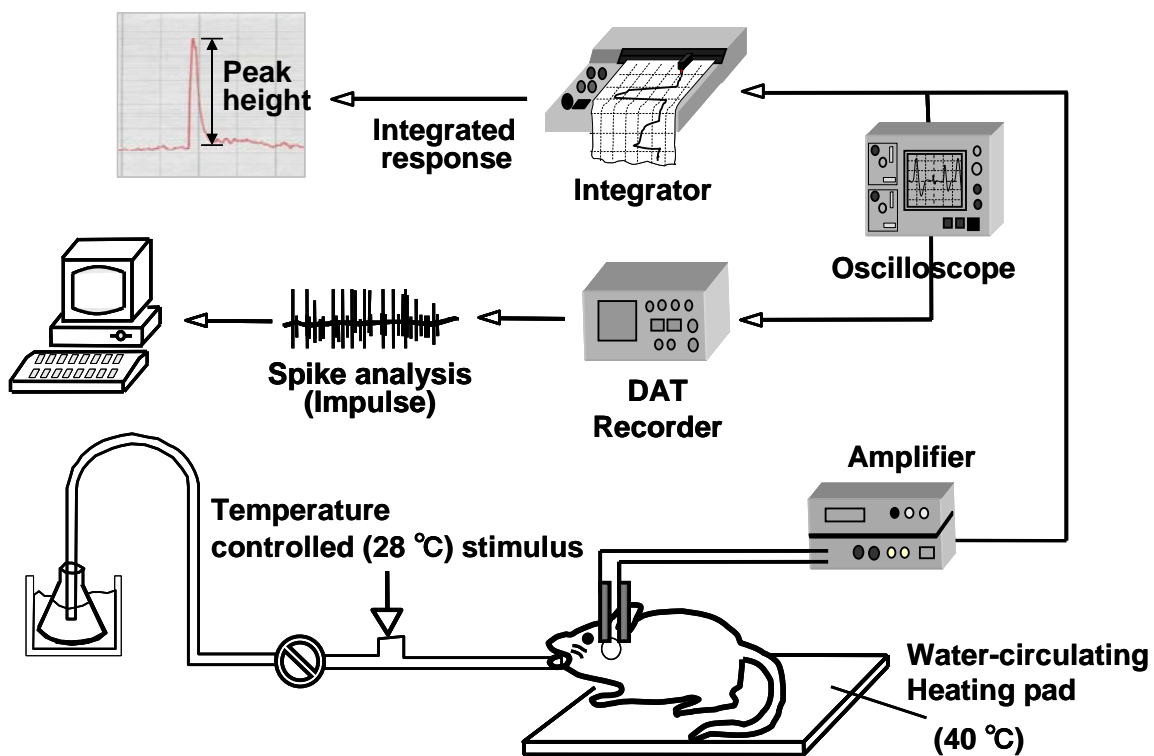 Peak
height
Integrated
response
Integrator
Oscilloscope
Spike analysis
(Impulse)
DAT
Recorder
Amplifier
Temperature
controlled (28 ℃) stimulus
Water-circulating
Heating pad
(40 ℃)